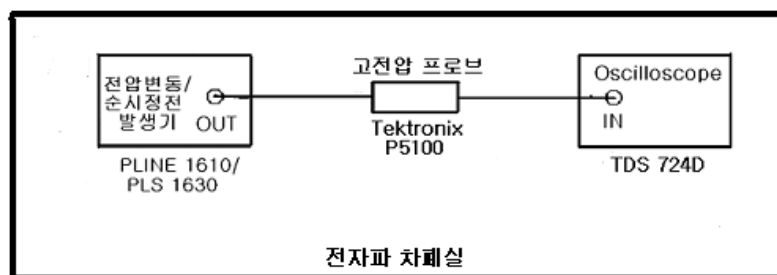 전압변동/
순시정전
발생기 OUT
PLINE 1610/
PLS 1630
고전압 프로브
Tektronix
P5100
Oscilloscope
IN
TDS 724D
전자파 차폐실